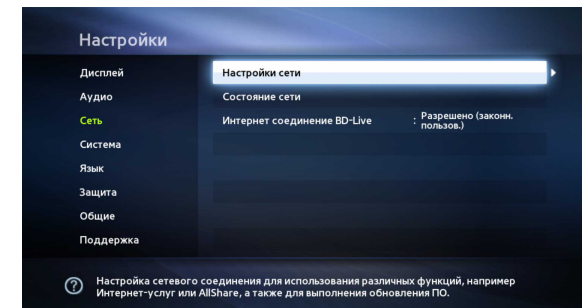 Настройки
Дисплей
Аудио
Сеть
Система
Язык
Защита
Общие
Поддержка
Настройки сети
Состояние сети
Интернет соединение BD-Live : Разрешено (законн.
пользов.)
? Настройка сетевого соединения для использования различных функций, например
Интернет-услуг или AllShare, а также для выполнения обновления ПО.